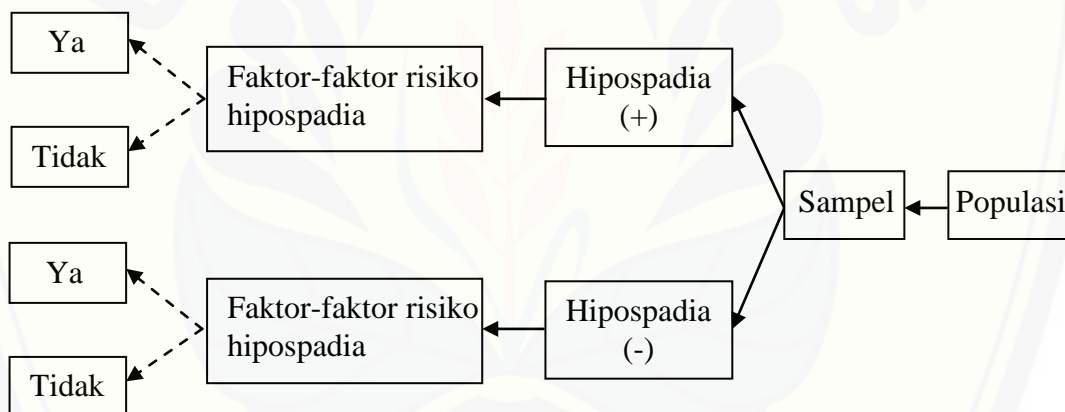 Ya
Faktor-faktor risiko
hipospadia
Hipospadia
(+)
Tidak
Sampel
Populasi
Ya
Faktor-faktor risiko
hipospadia
Hipospadia
(-)
Tidak